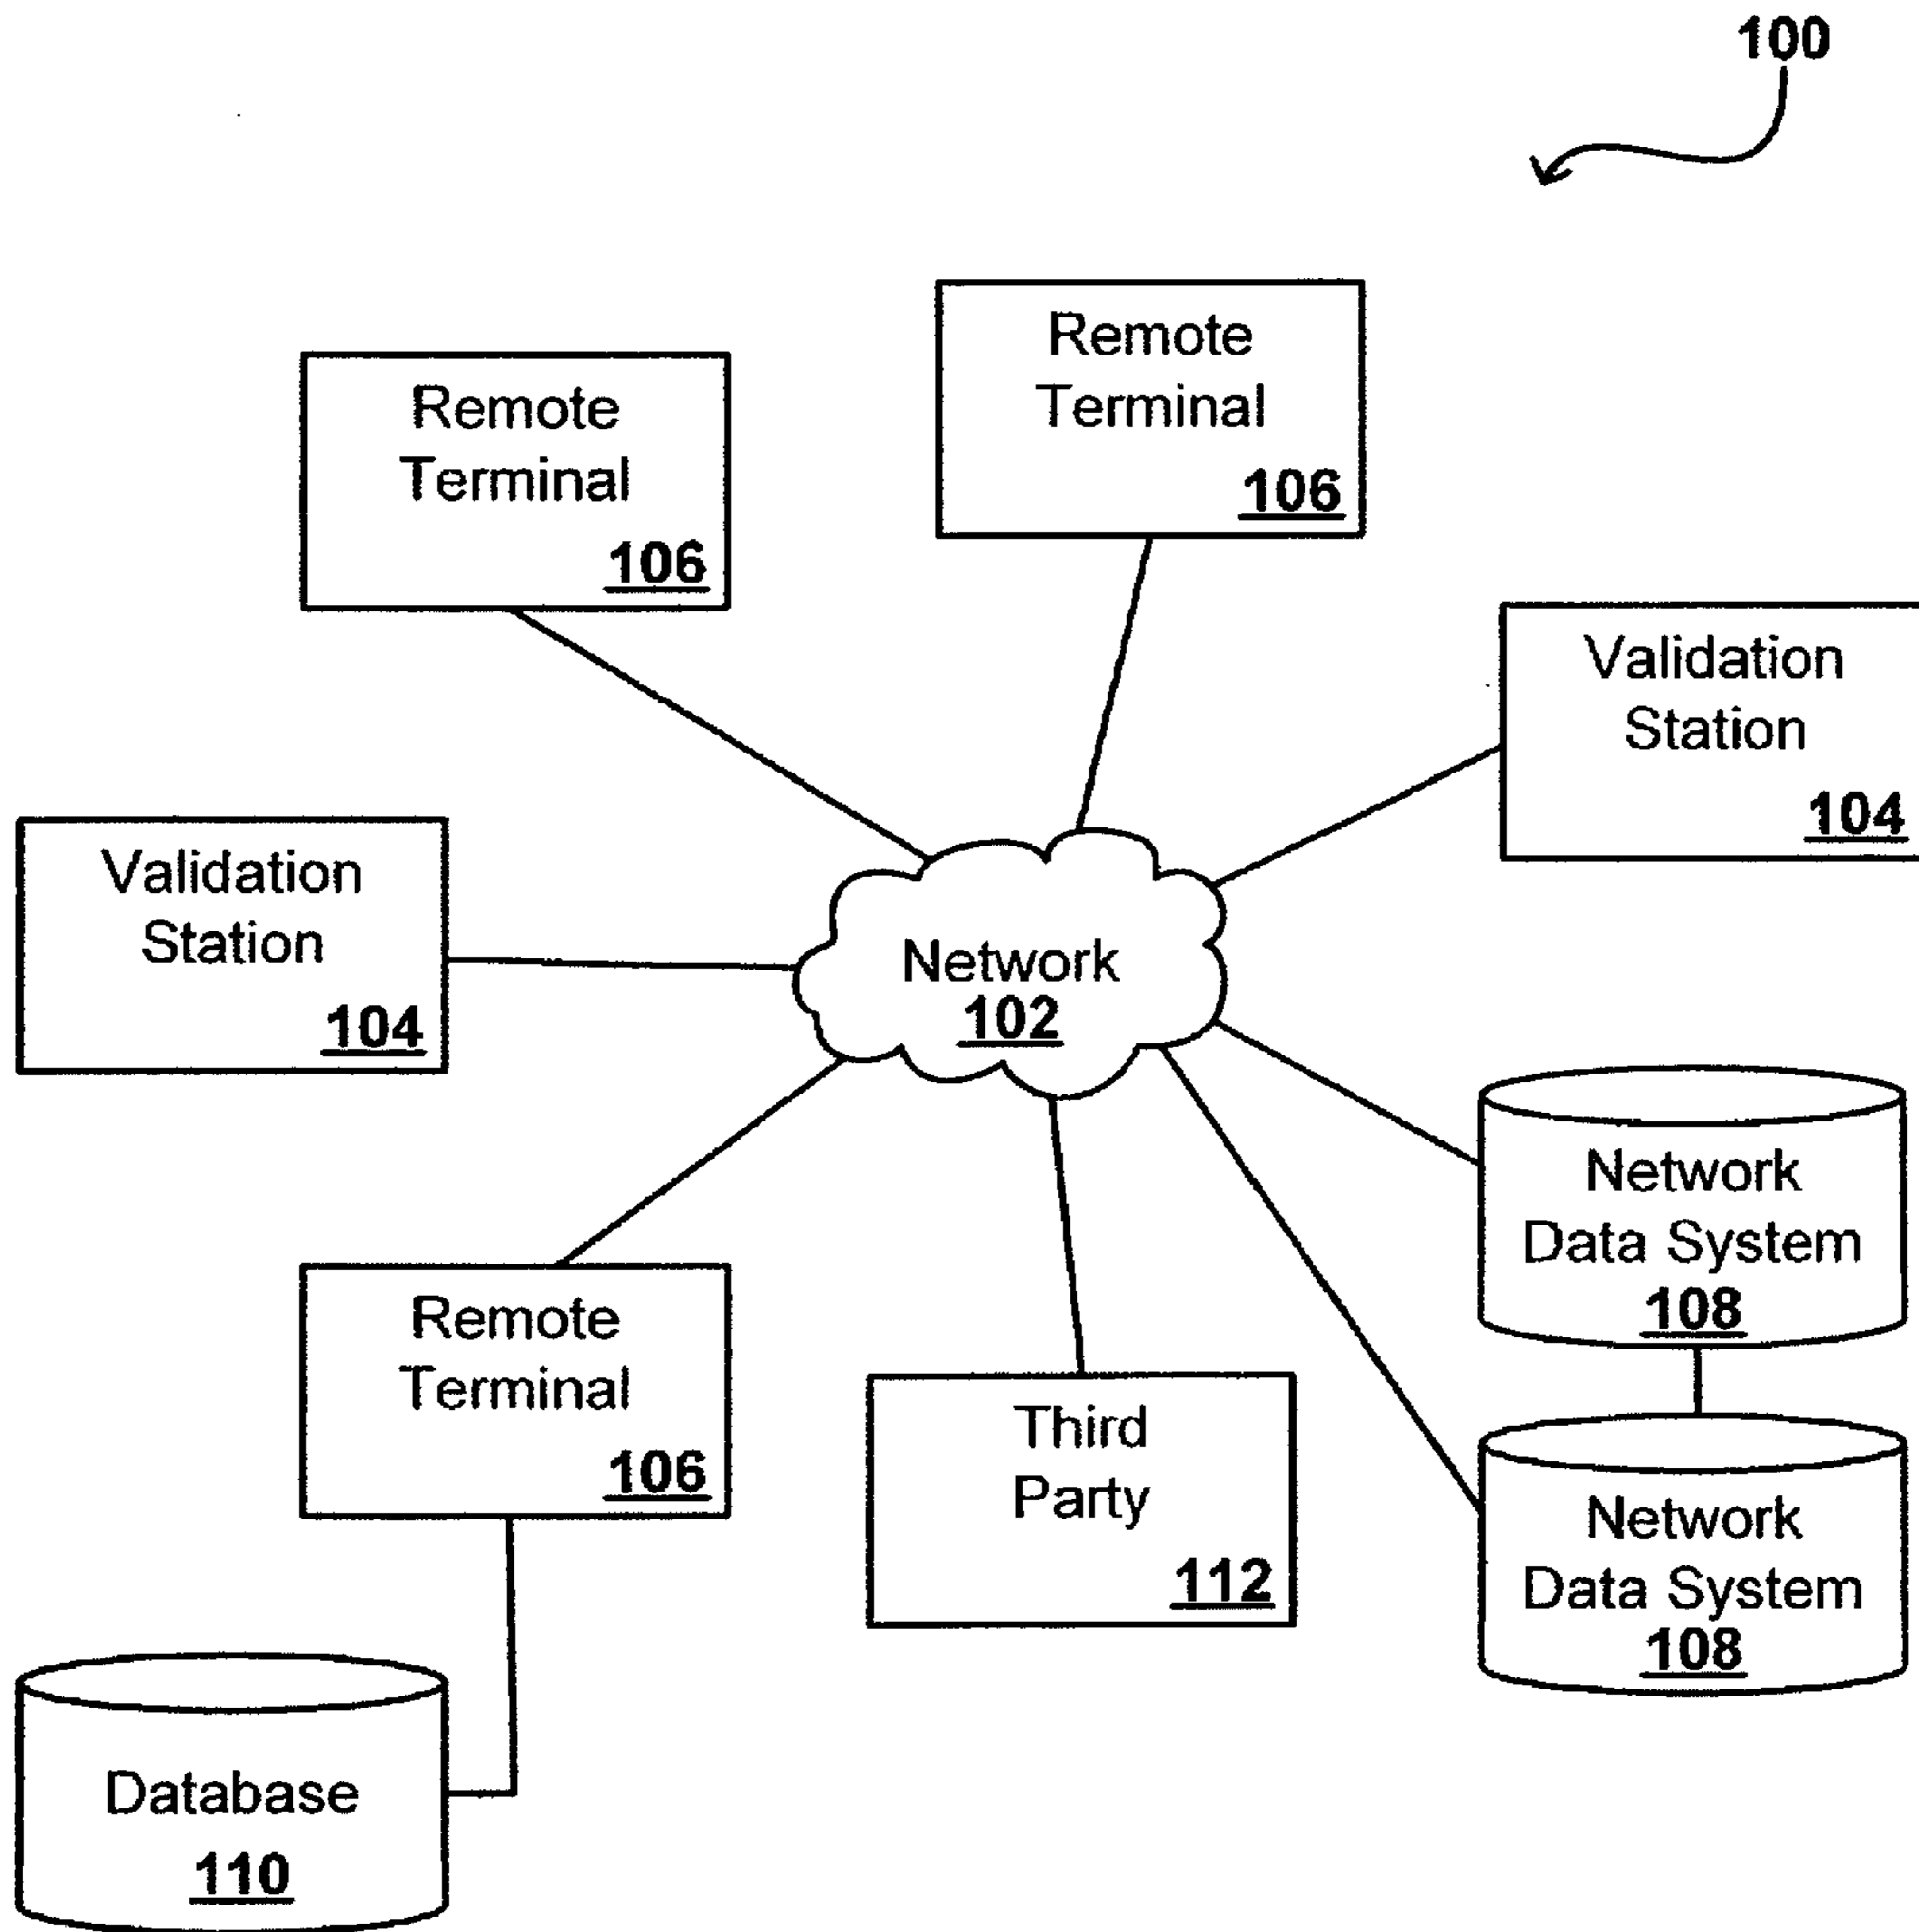 100
Remote
Terminal
106
Remote
Terminal
106
Validation
Station
104
Validation
Station
104
Network
102
Network
Data System
108
Remote
Terminal
106
Third
Party
112
Network
Data System
108
Database
110